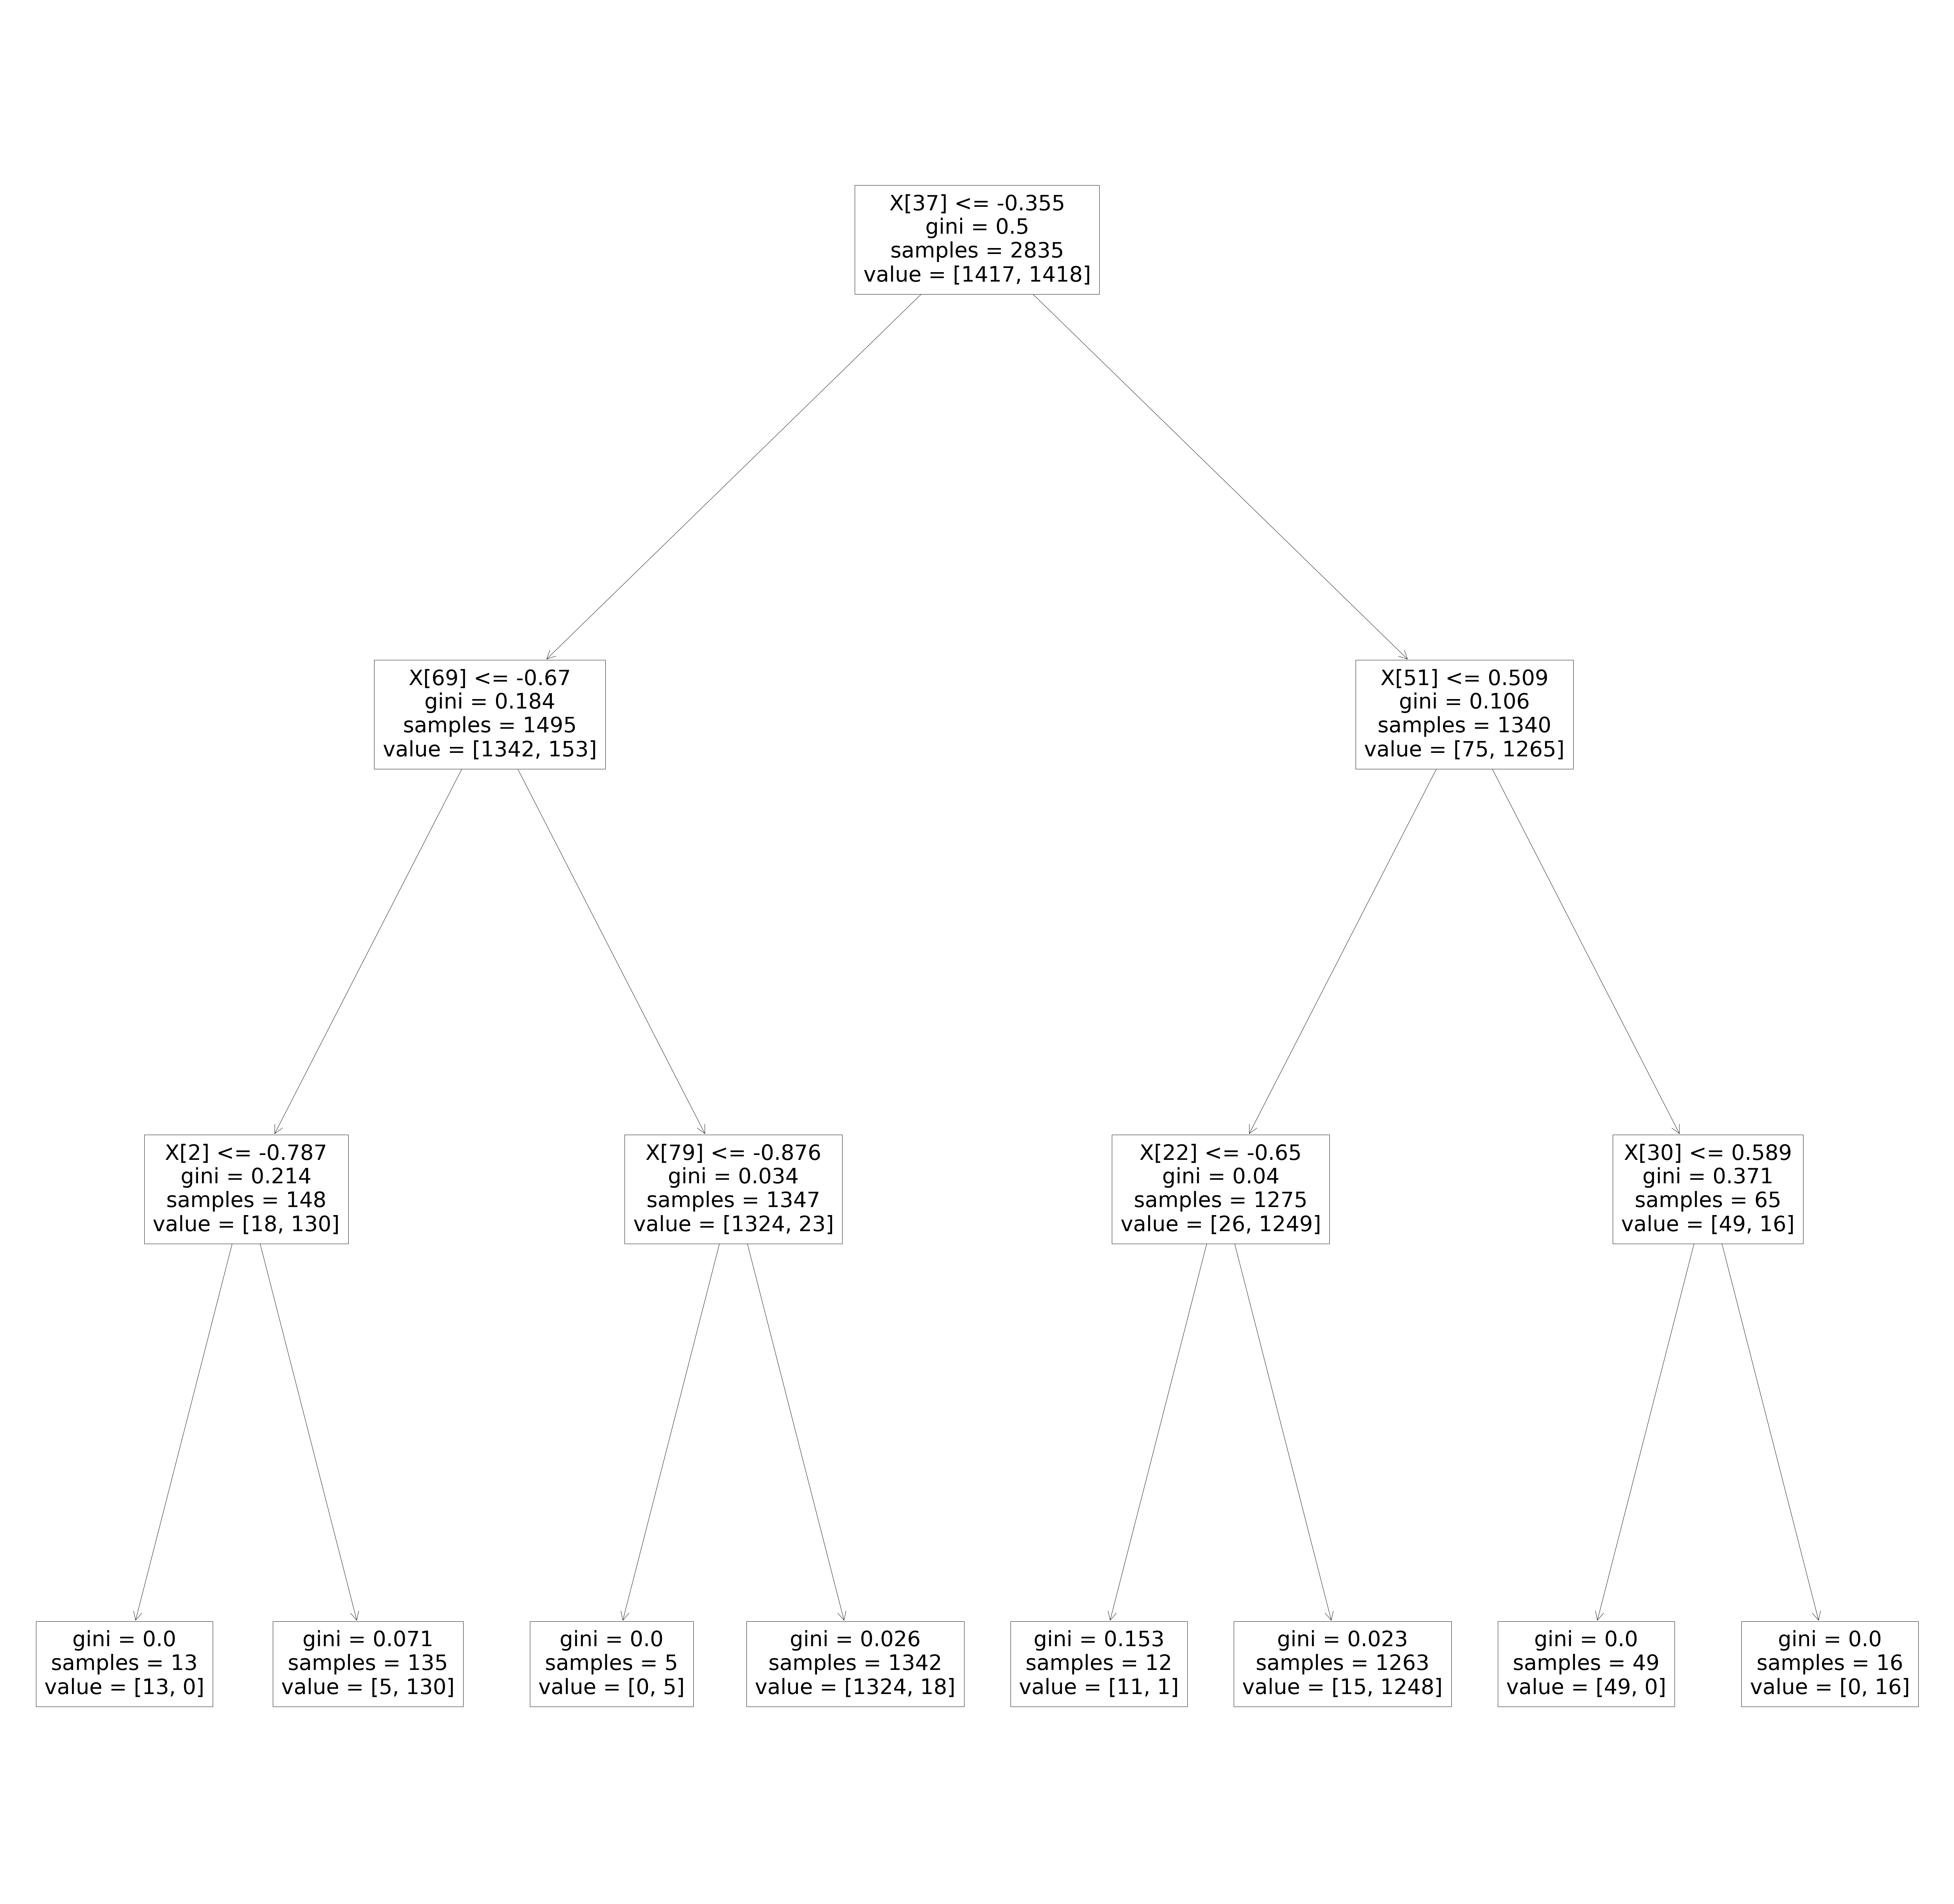 X[37] <= -0.355
gini = 0.5
samples = 2835
value = [1417, 1418]
X[69] <= -0.67
gini = 0.184
samples = 1495
value = [1342, 153]
X[51] <= 0.509
gini = 0.106
samples = 1340
value = [75, 1265]
X[2] <= -0.787
gini = 0.214
samples = 148
value = [18, 130]
X[79] <= -0.876
gini = 0.034
samples = 1347
value = [1324, 23]
X[22] <= -0.65
gini = 0.04
samples = 1275
value = [26, 1249]
X[30] <= 0.589
gini = 0.371
samples = 65
value = [49, 16]
gini = 0.0
samples = 13
value = [13, 0]
gini = 0.071
samples = 135
value = [5, 130]
gini = 0.0
samples = 5
value = [0, 5]
gini = 0.026
samples = 1342
value = [1324, 18]
gini = 0.153
samples = 12
value = [11, 1]
gini = 0.023
samples = 1263
value = [15, 1248]
gini = 0.0
samples = 49
value = [49, 0]
gini = 0.0
samples = 16
value = [0, 16]